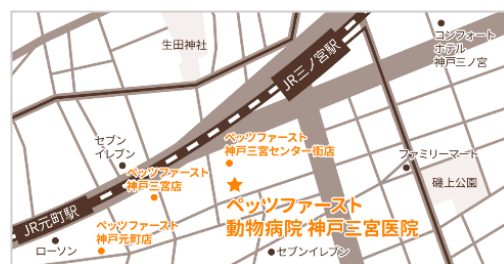 生田神社
コンフォート
ホテル
神戸三ノ宮
JR三ノ宮駅
セブン
イレブン
ペッツファースト
神戸三宮センター街店
ファミリーマート
ペッツファースト
神戸三宮店
磯上公園
ペッツファースト
動物病院 神戸三宮医院
JR元町駅
ペッツファースト
神戸元町店
ローソン
セブンイレブン